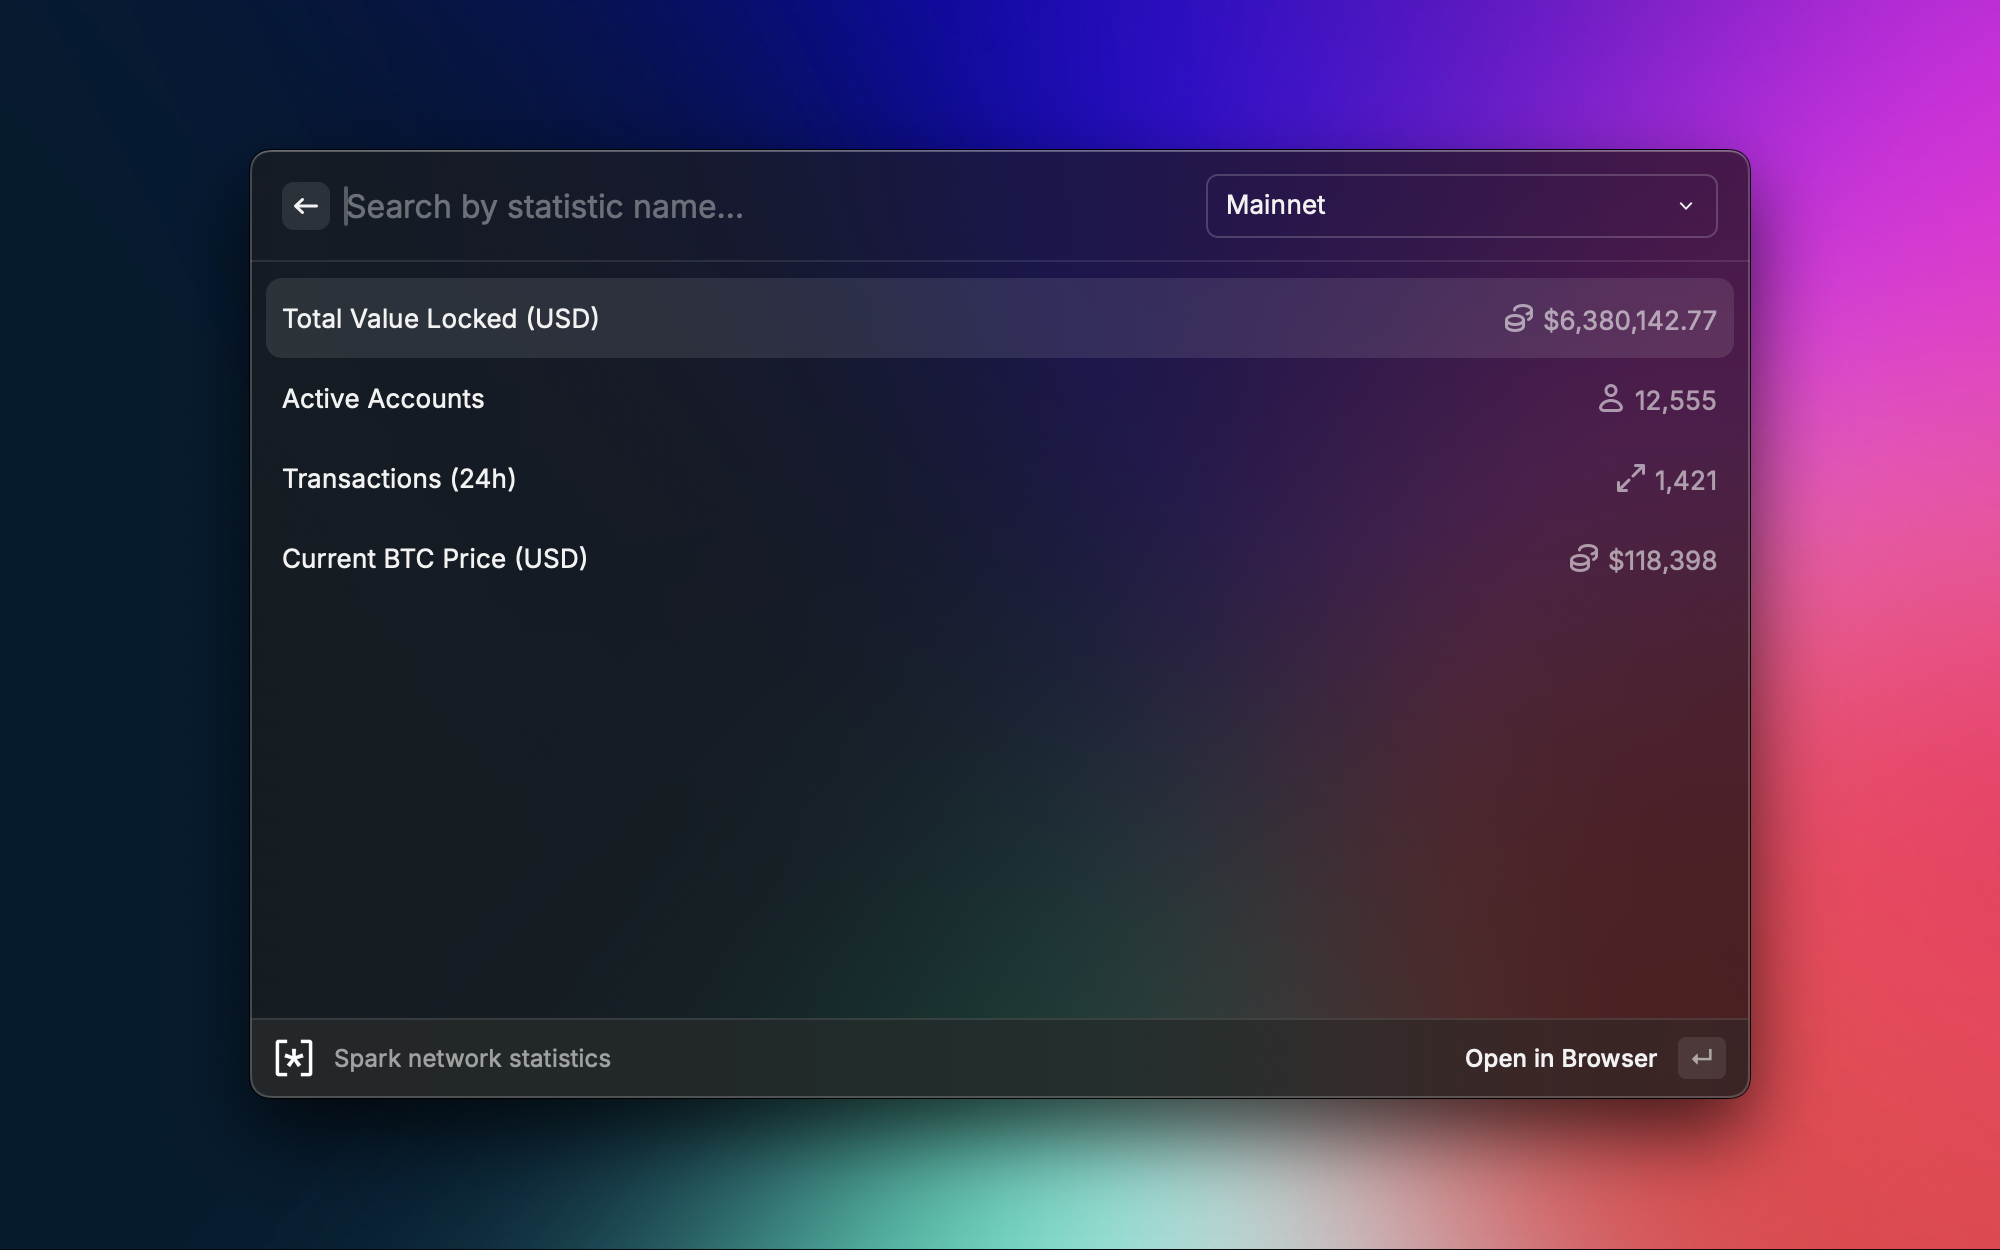 Search by statistic name...
Mainnet
Total Value Locked (USD)
$6,380,142.77
Active Accounts
12,555
Transactions (24h)
1,421
Current BTC Price (USD)
$118,398
Spark network statistics
Open in Browser